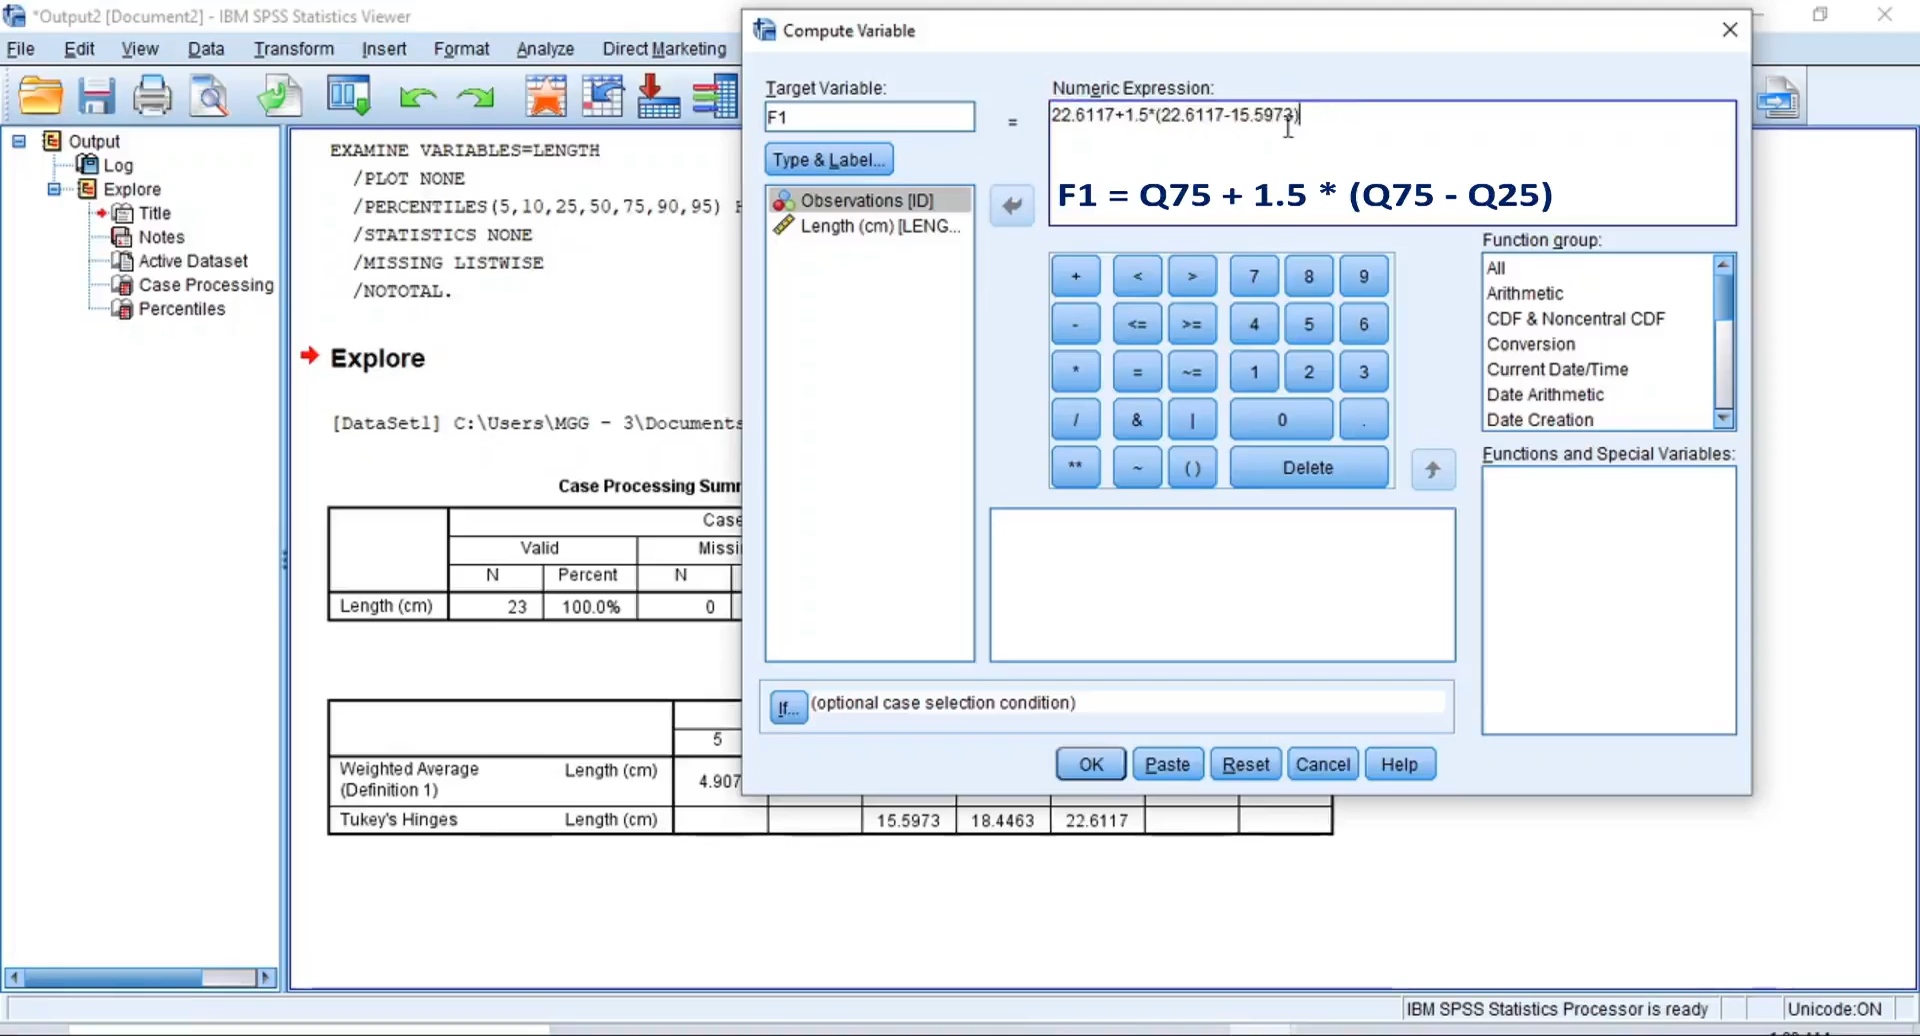 *Output2 [Document2] - IBM SPSS Statistics Viewer
File Edit View Data Transform Insert Format Analyze Direct Marketing
Output
Log
Explore
Title
Notes
Active Dataset
Case Processing
Percentiles
EXAMINE VARIABLES=LENGTH
/PLOT NONE
/PERCENTILES(5,10,25,50,75,90,95) H
/STATISTICS NONE
/MISSING LISTWISE
/NOTOTAL.
Explore
[DataSet1] C:\Users\MGG - 3\Documents
Case Processing Summ
Case
Valid Missi
N Percent N
Length (cm) 23 100.0% 0
5
Weighted Average Length (cm) 4.907
(Definition 1)
Tukey's Hinges Length (cm) 15.5973 18.4463 22.6117
Compute Variable
Target Variable:
F1
=
Numeric Expression:
22.6117+1.5*(22.6117-15.5973)
F1 = Q75 + 1.5 * (Q75 - Q25)
Type & Label...
Observations [ID]
Length (cm) [LENG...
+ < > 7 8 9
- <= >= 4 5 6
* = ~= 1 2 3
/ & | 0 .
** ~ ( ) Delete
Function group:
All
Arithmetic
CDF & Noncentral CDF
Conversion
Current Date/Time
Date Arithmetic
Date Creation
Functions and Special Variables:
If... (optional case selection condition)
OK Paste Reset Cancel Help
IBM SPSS Statistics Processor is ready Unicode:ON